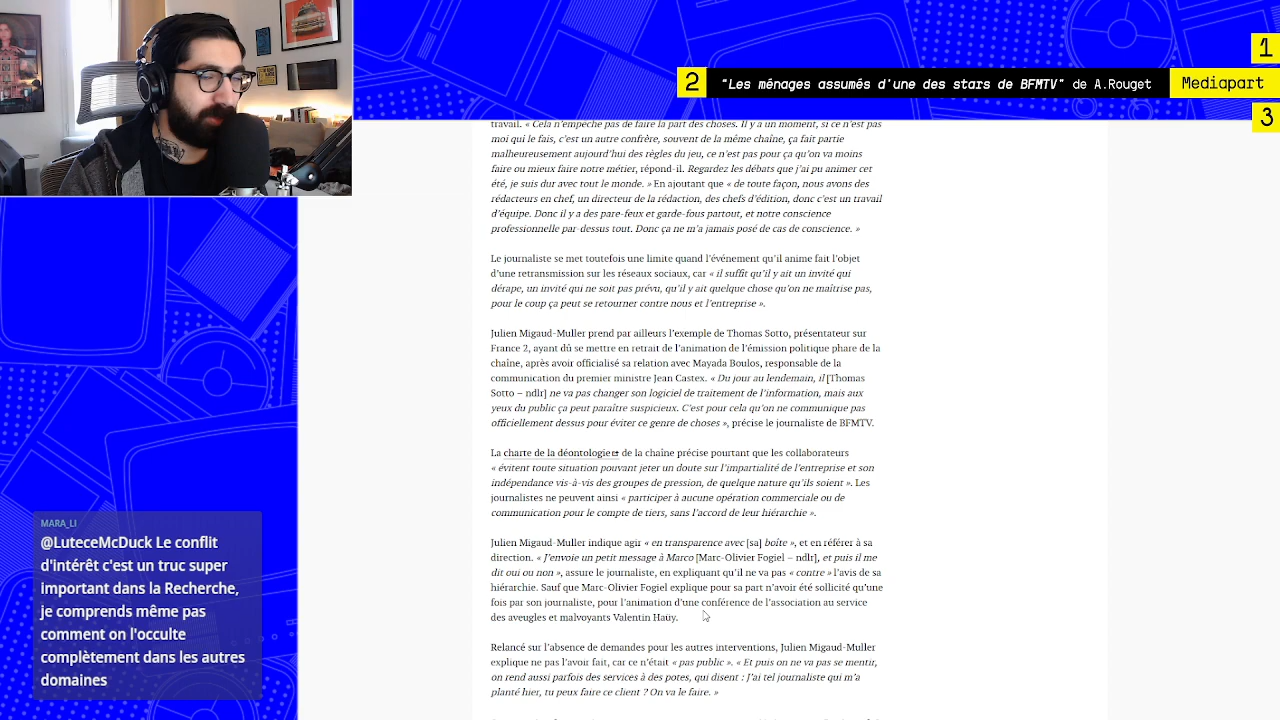 1
2 "Les ménages assumés d'une des stars de BFMTV" de A.Rouget Mediapart
3
travail. « Cela n'empêche pas de faire la part des choses. Il y a un moment, si ce n'est pas
moi qui le fais, c'est un autre confrère, souvent de la même chaîne, ça fait partie
malheureusement aujourd'hui des règles du jeu, ce n'est pas pour ça qu'on va moins
faire ou mieux faire notre métier, répond-il. Regardez les débats que j'ai pu animer cet
été, je suis dur avec tout le monde. » En ajoutant que « de toute façon, nous avons des
rédacteurs en chef, un directeur de la rédaction, des chefs d'édition, donc c'est un travail
d'équipe. Donc il y a des pare-feux et garde-fous partout, et notre conscience
professionnelle par-dessus tout. Donc ça ne m'a jamais posé de cas de conscience. »
Le journaliste se met toutefois une limite quand l'événement qu'il anime fait l'objet
d'une retransmission sur les réseaux sociaux, car « il suffit qu'il y ait un invité qui
dérape, un invité qui ne soit pas prévu, qu'il y ait quelque chose qu'on ne maîtrise pas,
pour le coup ça peut se retourner contre nous et l'entreprise ».
Julien Migaud-Muller prend par ailleurs l'exemple de Thomas Sotto, présentateur sur
France 2, ayant dû se mettre en retrait de l'animation de l'émission politique phare de la
chaîne, après avoir officialisé sa relation avec Mayada Boulos, responsable de la
communication du premier ministre Jean Castex. « Du jour au lendemain, il [Thomas
Sotto – ndlr] ne va pas changer son logiciel de traitement de l'information, mais aux
yeux du public ça peut paraître suspicieux. C'est pour cela qu'on ne communique pas
officiellement dessus pour éviter ce genre de choses », précise le journaliste de BFMTV.
La charte de la déontologie de la chaîne précise pourtant que les collaborateurs
« évitent toute situation pouvant jeter un doute sur l'impartialité de l'entreprise et son
indépendance vis-à-vis des groupes de pression, de quelque nature qu'ils soient ». Les
journalistes ne peuvent ainsi « participer à aucune opération commerciale ou de
communication pour le compte de tiers, sans l'accord de leur hiérarchie ».
Julien Migaud-Muller indique agir « en transparence avec [sa] boîte », et en référer à sa
direction. « J'envoie un petit message à Marco [Marc-Olivier Fogiel – ndlr], et puis il me
dit oui ou non », assure le journaliste, en expliquant qu'il ne va pas « contre » l'avis de sa
hiérarchie. Sauf que Marc-Olivier Fogiel explique pour sa part n'avoir été sollicité qu'une
fois par son journaliste, pour l'animation d'une conférence de l'association au service
des aveugles et malvoyants Valentin Haüy.
Relancé sur l'absence de demandes pour les autres interventions, Julien Migaud-Muller
explique ne pas l'avoir fait, car ce n'était « pas public ». « Et puis on ne va pas se mentir,
on rend aussi parfois des services à des potes, qui disent : J'ai tel journaliste qui m'a
planté hier, tu peux faire ce client ? On va le faire. »
MARA_LI
@LuteceMcDuck Le conflit
d'intérêt c'est un truc super
important dans la Recherche,
je comprends même pas
comment on l'occulte
complètement dans les autres
domaines